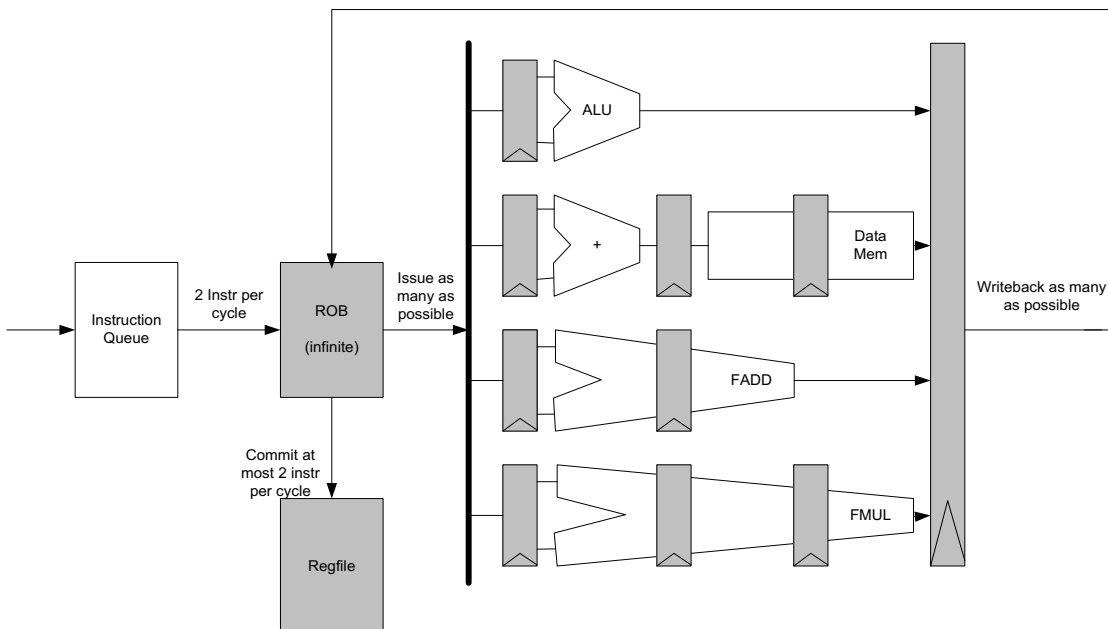 ALU
+
Data
Mem
Issue as
many as
possible
2 Instr per
cycle
Writeback as many
as possible
Instruction
Queue
ROB
(infinite)
FADD
Commit at
most 2 instr
per cycle
FMUL
Regfile